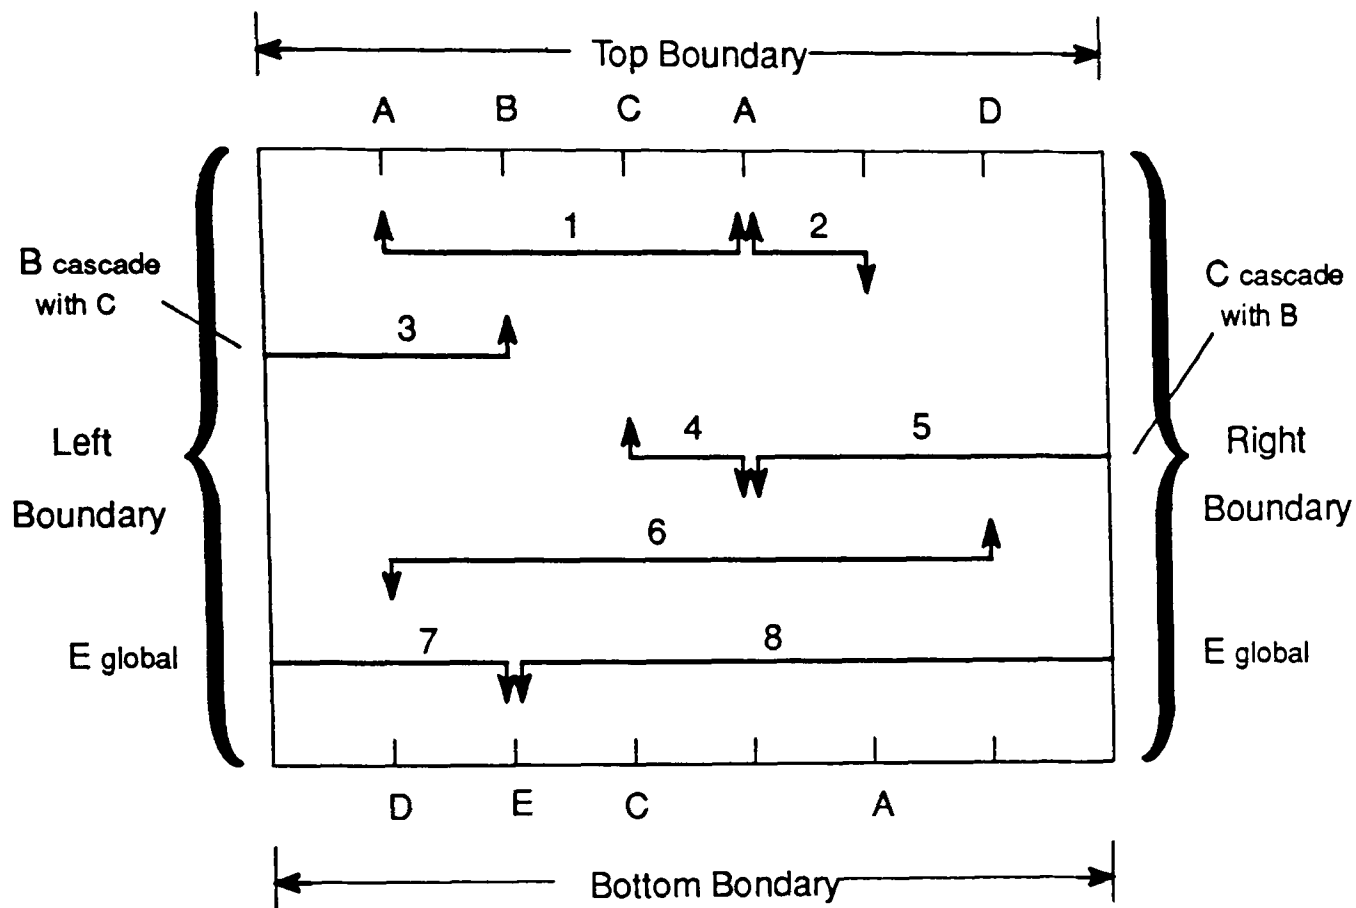 Top Boundary
A B C A D
1 2
B cascade
with C
C cascade
with B
3
4 5
Left
Boundary
Right
Boundary
6
7 8
E global
E global
D E C A
Bottom Bondary